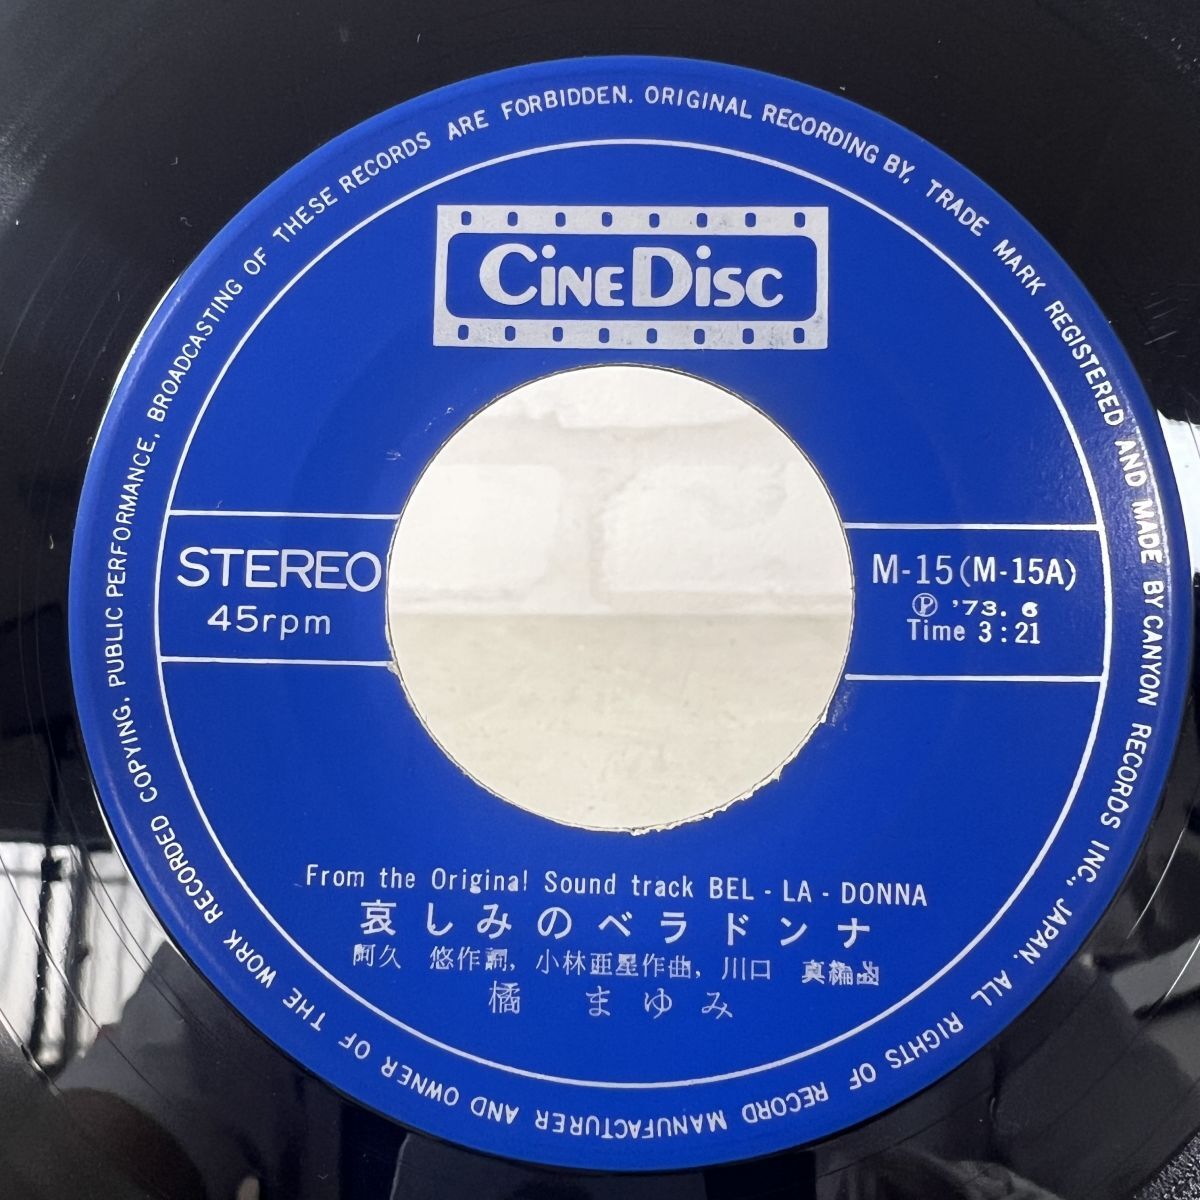 CINEDISC
STEREO
45rpm
M-15(M-15A)
Ⓟ '73. 6
Time 3:21
From the Original Sound track BEL-LA-DONNA
哀しみのベラドンナ
阿久 悠作詞, 小林亜星作曲, 川口 真編曲
橘 まゆみ
ORIGINAL RECORDING BY, TRADE MARK REGISTERED AND MADE BY CANYON RECORDS INC., JAPAN. ALL RIGHTS OF RECORD MANUFACTURER AND OWNER OF THE WORK RECORDED COPYING, PUBLIC PERFORMANCE, BROADCASTING OF THESE RECORDS ARE FORBIDDEN.